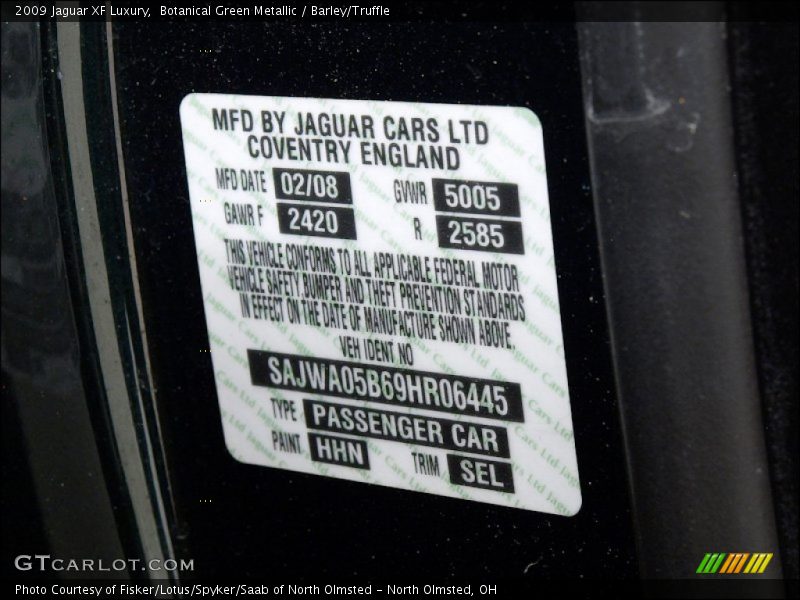 2009 Jaguar XF Luxury, Botanical Green Metallic / Barley/Truffle
MFD BY JAGUAR CARS LTD
COVENTRY ENGLAND
MFD DATE 02/08 GVWR 5005
GAWR F 2420 R 2585
THIS VEHICLE CONFORMS TO ALL APPLICABLE FEDERAL MOTOR
VEHICLE SAFETY, BUMPER AND THEFT PREVENTION STANDARDS
IN EFFECT ON THE DATE OF MANUFACTURE SHOWN ABOVE.
VEH IDENT NO
SAJWA05B69HR06445
TYPE PASSENGER CAR
PAINT HHN TRIM SEL
GTCARLOT.COM
Photo Courtesy of Fisker/Lotus/Spyker/Saab of North Olmsted - North Olmsted, OH